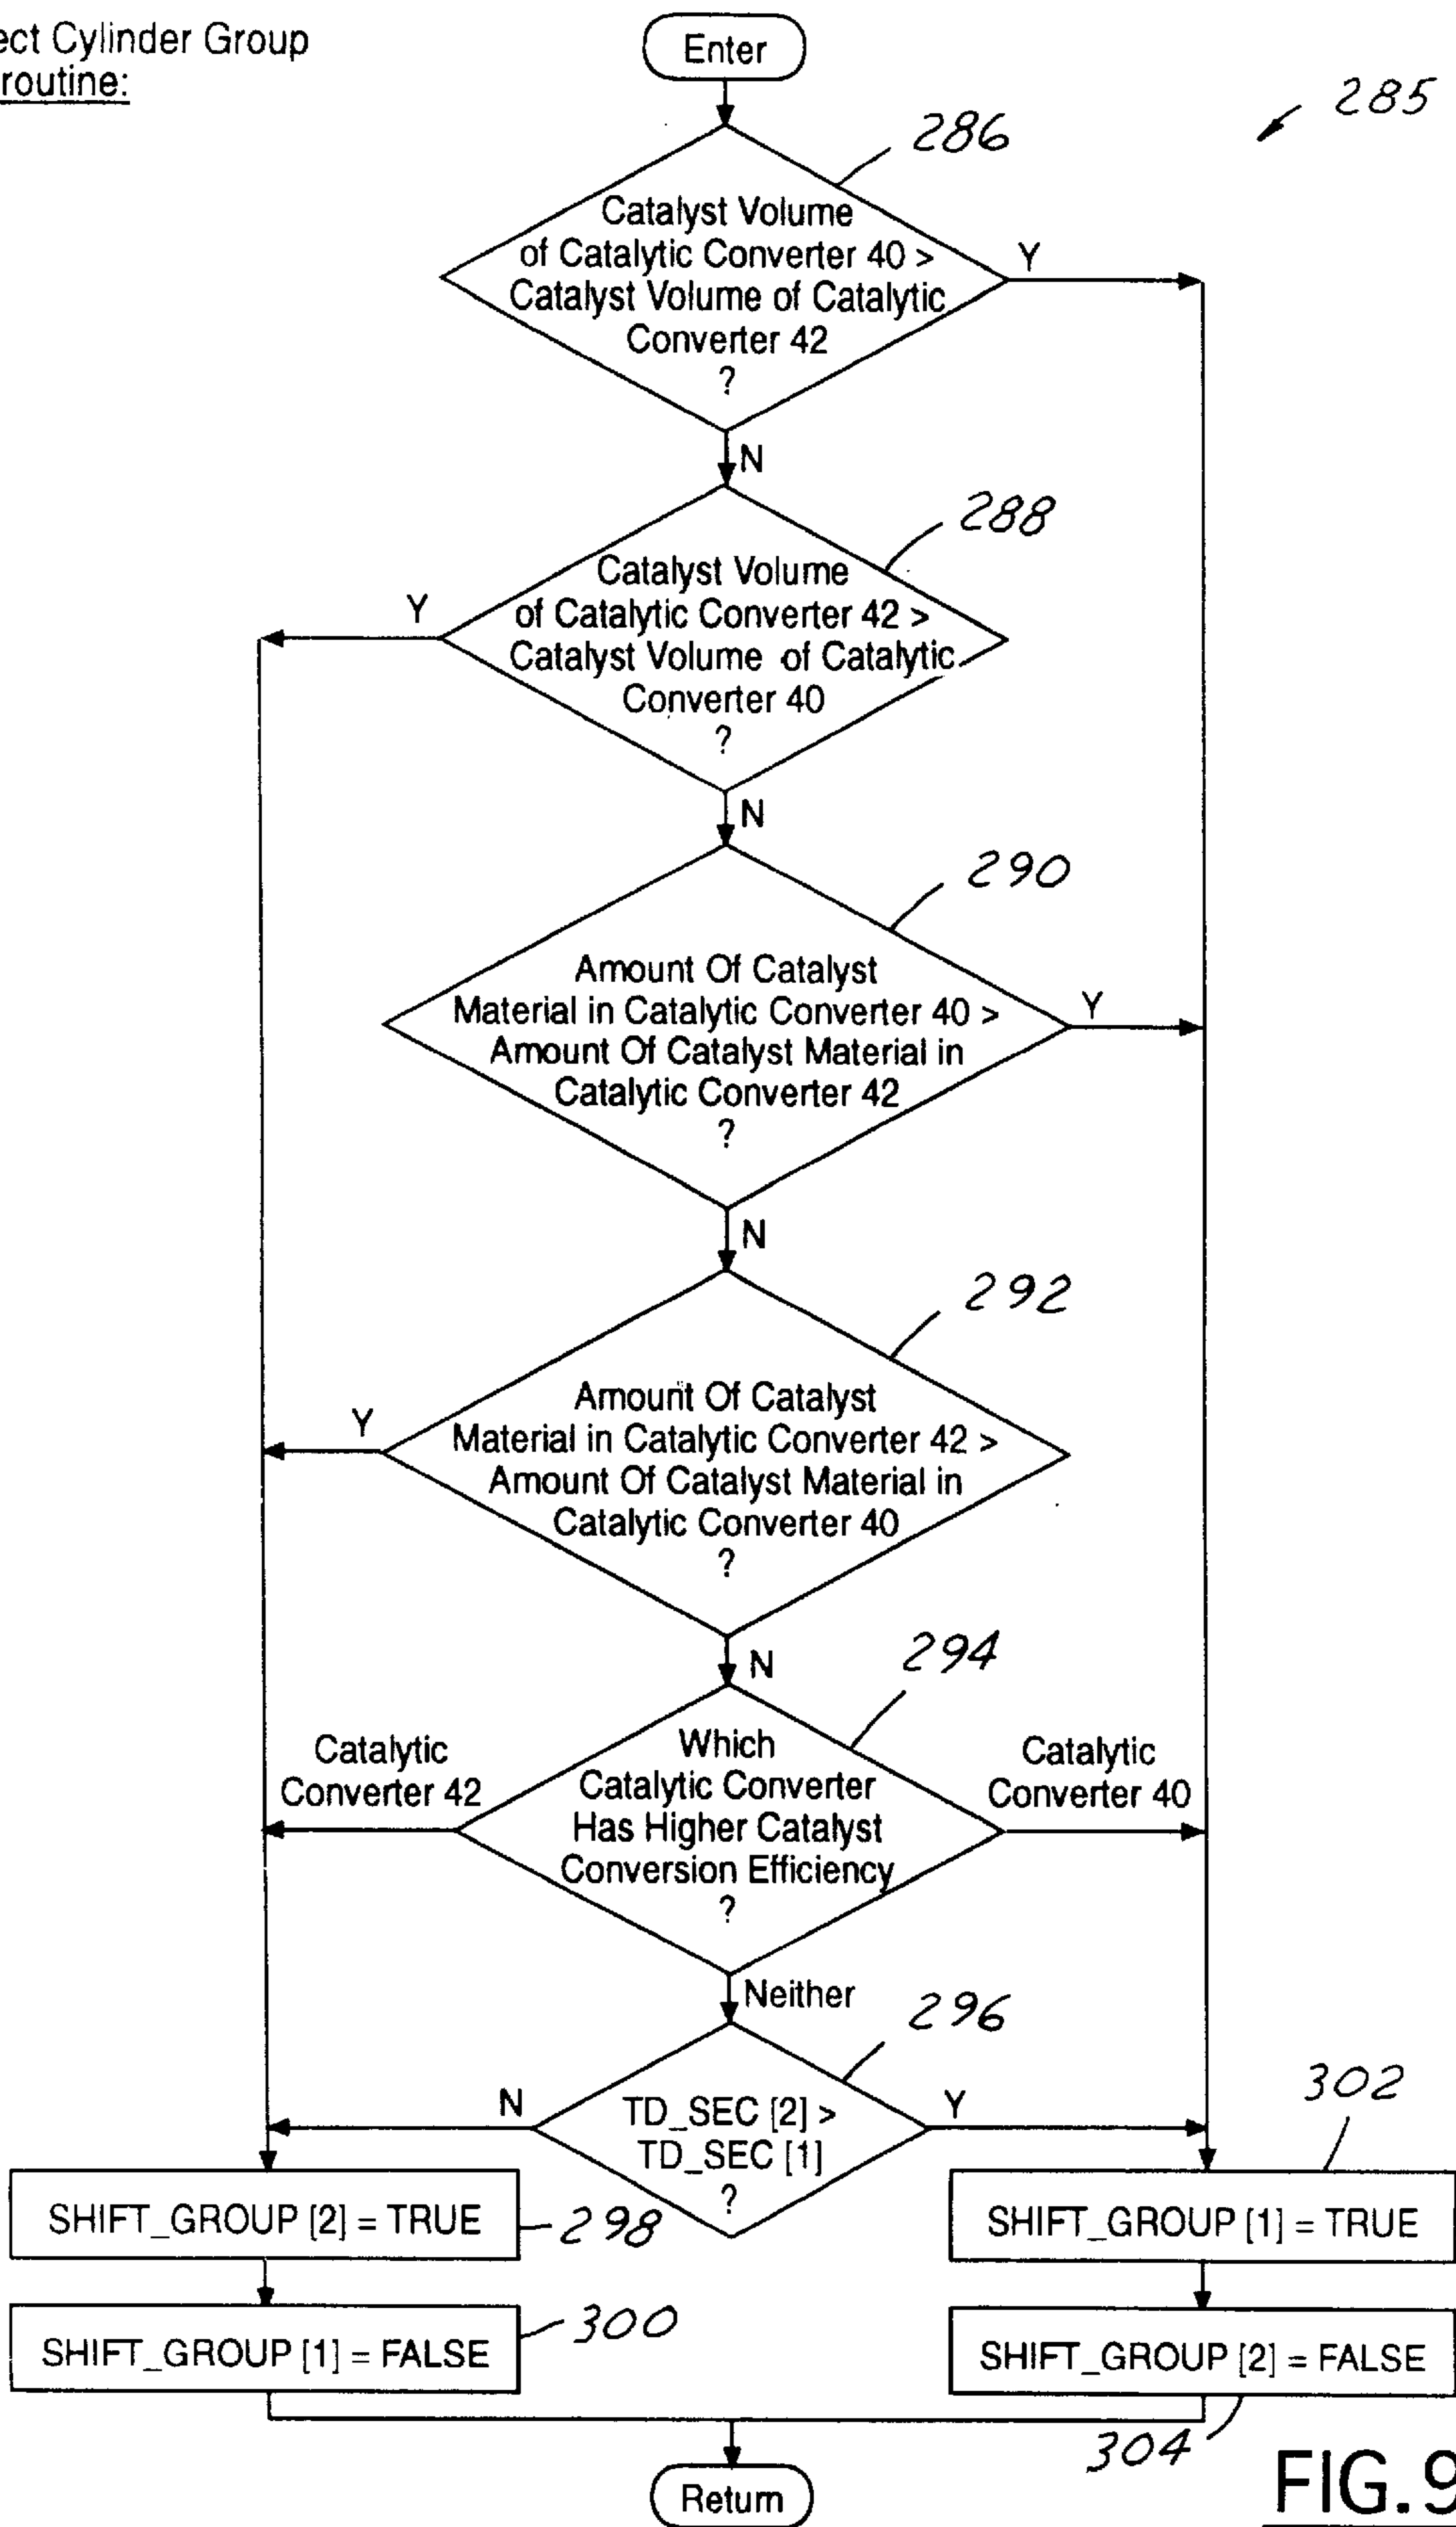 ect Cylinder Group
routine:
Enter
285
286
Catalyst Volume
of Catalytic Converter 40 >
Catalyst Volume of Catalytic
Converter 42
?
Y
N
288
Catalyst Volume
of Catalytic Converter 42 >
Catalyst Volume of Catalytic
Converter 40
?
Y
N
290
Amount Of Catalyst
Material in Catalytic Converter 40 >
Amount Of Catalyst Material in
Catalytic Converter 42
?
Y
N
292
Amount Of Catalyst
Material in Catalytic Converter 42 >
Amount Of Catalyst Material in
Catalytic Converter 40
?
Y
N
294
Which
Catalytic Converter
Has Higher Catalyst
Conversion Efficiency
?
Catalytic
Converter 42
Catalytic
Converter 40
Neither
296
TD_SEC [2] >
TD_SEC [1]
?
N
Y
302
SHIFT_GROUP [2] = TRUE
298
SHIFT_GROUP [1] = TRUE
SHIFT_GROUP [1] = FALSE
300
SHIFT_GROUP [2] = FALSE
304
Return
FIG.9